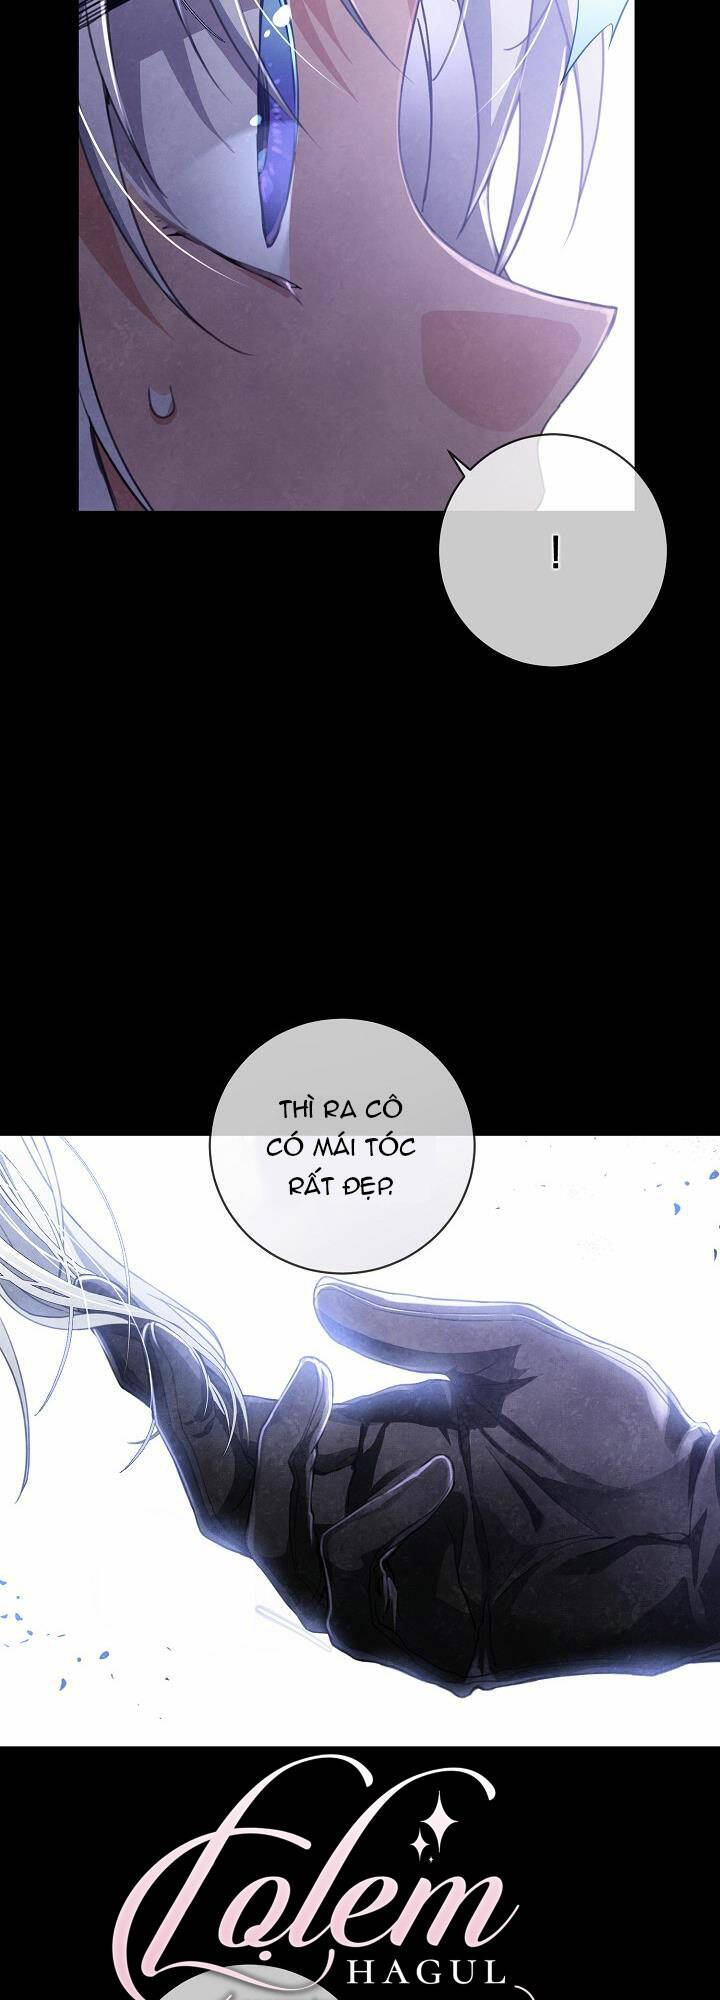 !
THÌ RA CÔ
CÓ MÁI TÓC
RẤT ĐẸP.
Lọlem
HAGUL